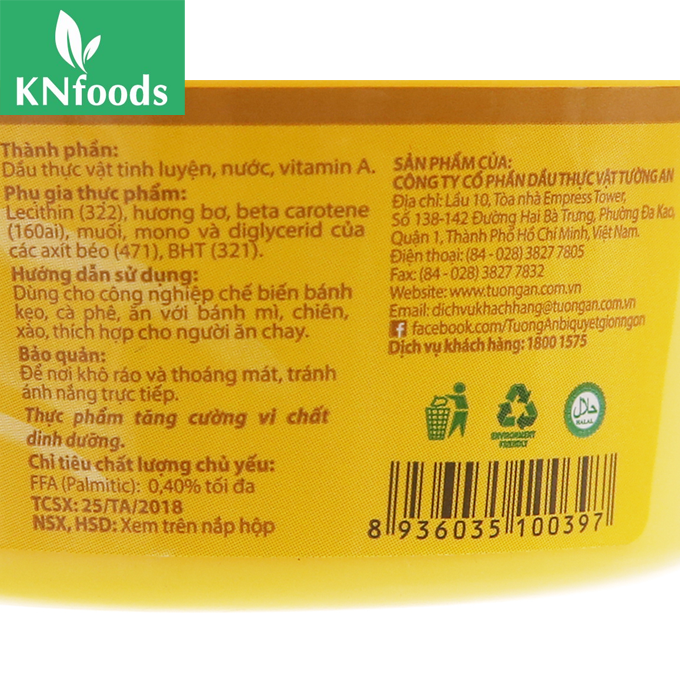 KNfoods
Thành phần:
Dầu thực vật tinh luyện, nước, vitamin A.
Phụ gia thực phẩm:
Lecithin (322), hương bơ, beta carotene
(160ai), muối, mono và diglycerid của
các axít béo (471), BHT (321).
Hướng dẫn sử dụng:
Dùng cho công nghiệp chế biến bánh
kẹo, cà phê, ăn với bánh mì, chiên,
xào, thích hợp cho người ăn chay.
Bảo quản:
Để nơi khô ráo và thoáng mát, tránh
ánh nắng trực tiếp.
Thực phẩm tăng cường vi chất
dinh dưỡng.
Chỉ tiêu chất lượng chủ yếu:
FFA (Palmitic): 0,40% tối đa
TCSX: 25/TA/2018
NSX, HSD: Xem trên nắp hộp
SẢN PHẨM CỦA:
CÔNG TY CỔ PHẦN DẦU THỰC VẬT TƯỜNG AN
Địa chỉ: Lầu 10, Tòa nhà Empress Tower,
Số 138-142 Đường Hai Bà Trưng, Phường Đa Kao,
Quận 1, Thành Phố Hồ Chí Minh, Việt Nam.
Điện thoại: (84 - 028) 3827 7805
Fax: (84 - 028) 3827 7832
Website: www.tuongan.com.vn
Email: dichvukhachhang@tuongan.com.vn
facebook.com/TuongAnbiquyetgionngon
Dịch vụ khách hàng: 1800 1575
ENVIRONMENT
FRIENDLY
حلال
HALAL
8 936035 100397